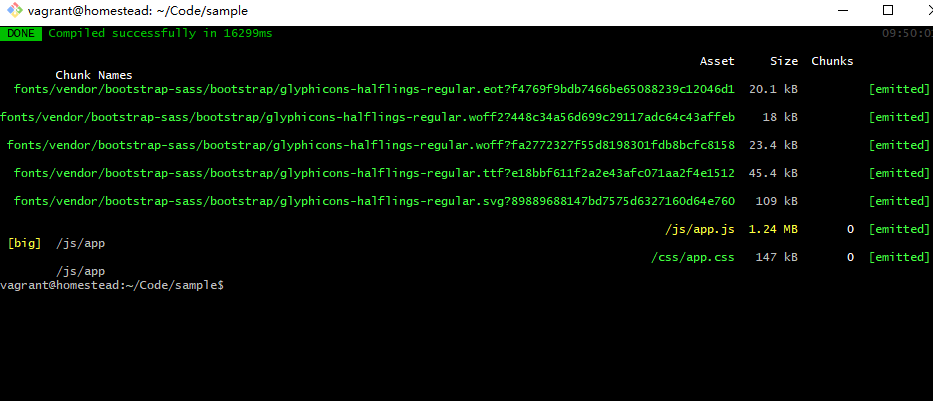 vagrant@homestead: ~/Code/sample
DONE Compiled successfully in 16299ms 09:50:0
Asset Size Chunks
Chunk Names
fonts/vendor/bootstrap-sass/bootstrap/glyphicons-halflings-regular.eot?f4769f9bdb7466be65088239c12046d1 20.1 kB [emitted]
fonts/vendor/bootstrap-sass/bootstrap/glyphicons-halflings-regular.woff2?448c34a56d699c29117adc64c43affeb 18 kB [emitted]
fonts/vendor/bootstrap-sass/bootstrap/glyphicons-halflings-regular.woff?fa2772327f55d8198301fdb8bcfc8158 23.4 kB [emitted]
fonts/vendor/bootstrap-sass/bootstrap/glyphicons-halflings-regular.ttf?e18bbf611f2a2e43afc071aa2f4e1512 45.4 kB [emitted]
fonts/vendor/bootstrap-sass/bootstrap/glyphicons-halflings-regular.svg?89889688147bd7575d6327160d64e760 109 kB [emitted]
/js/app.js 1.24 MB 0 [emitted]
[big] /js/app
/css/app.css 147 kB 0 [emitted]
/js/app
vagrant@homestead:~/Code/sample$